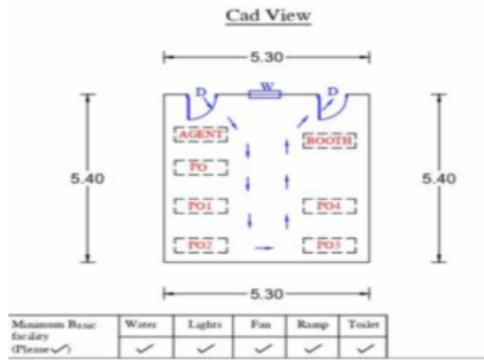 Cad View
5.30
D W D
AGENT BOOTH
PO
5.40 5.40
PO1 PO4
PO2 PO3
5.30
Minimum Basic Water Lights Fan Ramp Toilet
facility
(Please✓) ✓ ✓ ✓ ✓ ✓